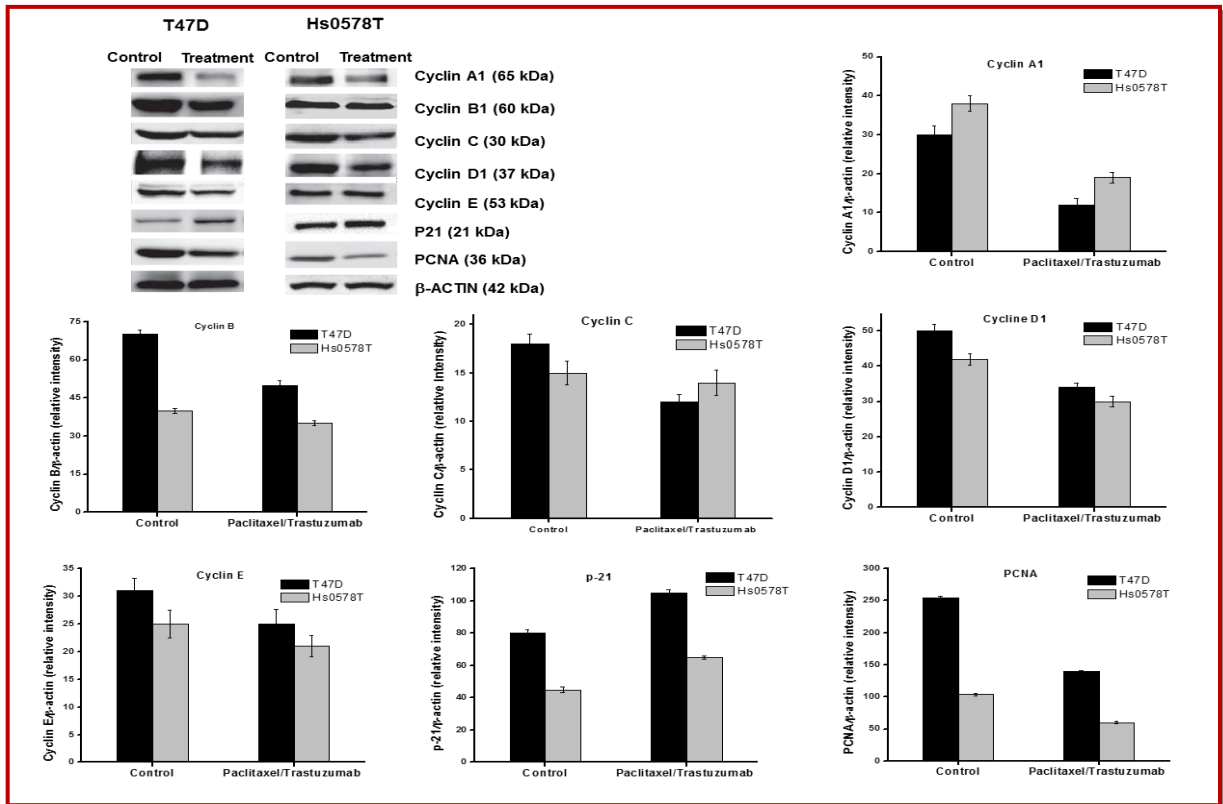 T47D
Hs0578T
Control Treatment
Control Treatment
Cyclin A1 (65 kDa)
Cyclin B1 (60 kDa)
Cyclin C (30 kDa)
Cyclin D1 (37 kDa)
Cyclin E (53 kDa)
P21 (21 kDa)
PCNA (36 kDa)
β-ACTIN (42 kDa)
Cyclin A1
T47D
Hs0578T
Cyclin A1/β-actin (relative intensity)
50
40
30
20
10
0
Control
Paclitaxel/Trastuzumab
Cyclin B
T47D
Hs0578T
Cyclin B/β-actin (relative intensity)
75
60
45
30
15
0
Control
Paclitaxel/Trastuzumab
Cyclin C
T47D
Hs0578T
Cyclin C/β-actin (relative intensity)
20
15
10
5
0
Control
Paclitaxel/Trastuzumab
Cycline D1
T47D
Hs0578T
Cyclin D1/β-actin (relative intensity)
50
40
30
20
10
0
Control
Paclitaxel/Trastuzumab
Cyclin E
T47D
Hs0578T
Cyclin E/β-actin (relative intensity)
35
30
25
20
15
10
5
0
Control
Paclitaxel/Trastuzumab
p-21
T47D
Hs0578T
p-21/β-actin (relative intensity)
120
100
80
60
40
20
0
Control
Paclitaxel/Trastuzumab
PCNA
T47D
Hs0578T
PCNA/β-actin (relative intensity)
300
250
200
150
100
50
0
Control
Paclitaxel/Trastuzumab